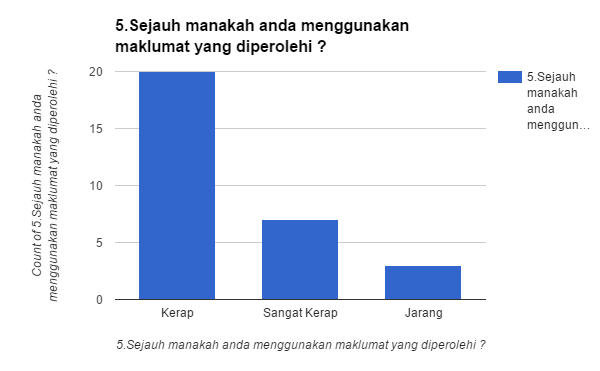 5.Sejauh manakah anda menggunakan
maklumat yang diperolehi ?
Count of 5.Sejauh manakah anda
menggunakan maklumat yang diperolehi ?
20
15
10
5
0
Kerap
Sangat Kerap
Jarang
5.Sejauh manakah anda menggunakan maklumat yang diperolehi ?
5.Sejauh
manakah
anda
menggun…